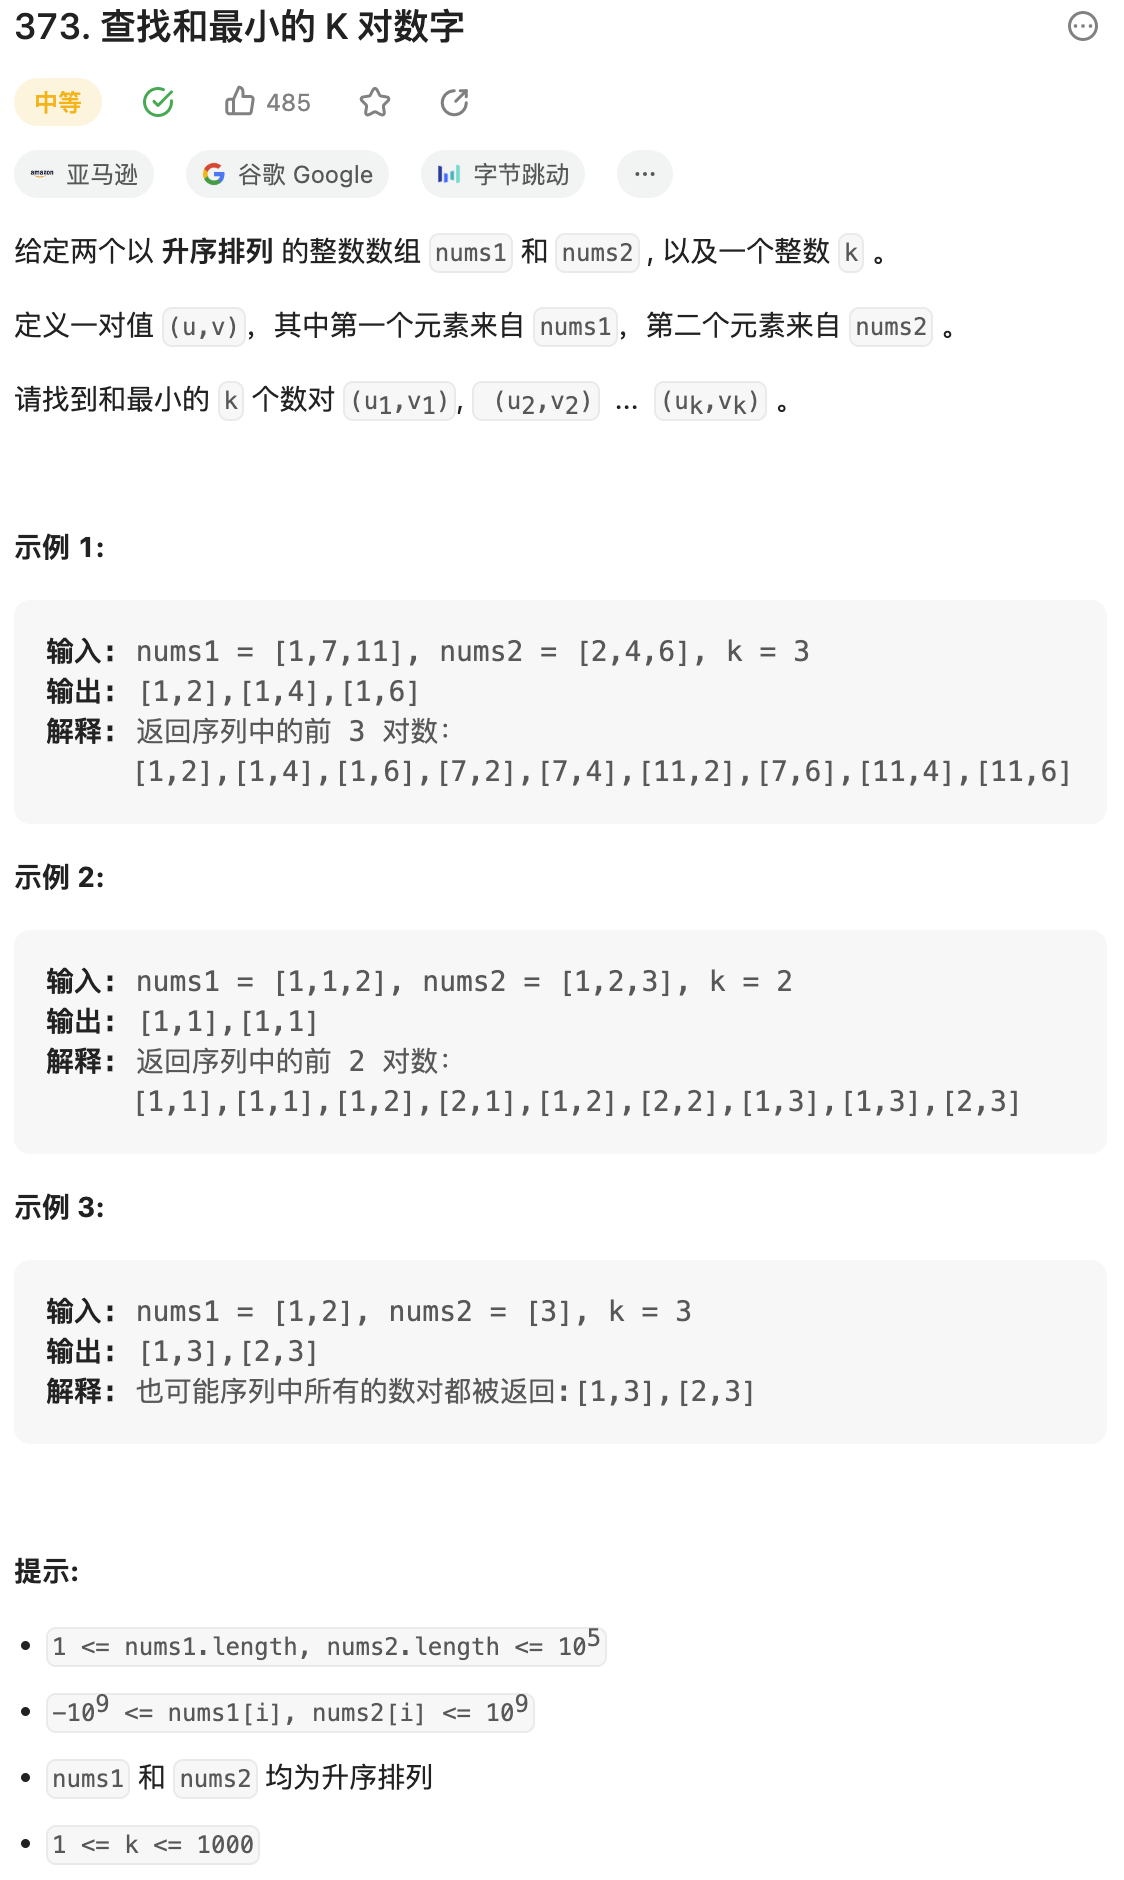 373. 查找和最小的 K 对数字
中等 485
amazon 亚马逊 谷歌 Google 字节跳动 ...
给定两个以 升序排列 的整数数组 nums1 和 nums2 , 以及一个整数 k 。
定义一对值 (u,v)，其中第一个元素来自 nums1，第二个元素来自 nums2 。
请找到和最小的 k 个数对 (u1,v1), (u2,v2) ... (uk,vk) 。
示例 1:
输入: nums1 = [1,7,11], nums2 = [2,4,6], k = 3
输出: [1,2],[1,4],[1,6]
解释: 返回序列中的前 3 对数：
[1,2],[1,4],[1,6],[7,2],[7,4],[11,2],[7,6],[11,4],[11,6]
示例 2:
输入: nums1 = [1,1,2], nums2 = [1,2,3], k = 2
输出: [1,1],[1,1]
解释: 返回序列中的前 2 对数：
[1,1],[1,1],[1,2],[2,1],[1,2],[2,2],[1,3],[1,3],[2,3]
示例 3:
输入: nums1 = [1,2], nums2 = [3], k = 3
输出: [1,3],[2,3]
解释: 也可能序列中所有的数对都被返回:[1,3],[2,3]
提示:
• 1 <= nums1.length, nums2.length <= 10^5
• -10^9 <= nums1[i], nums2[i] <= 10^9
• nums1 和 nums2 均为升序排列
• 1 <= k <= 1000